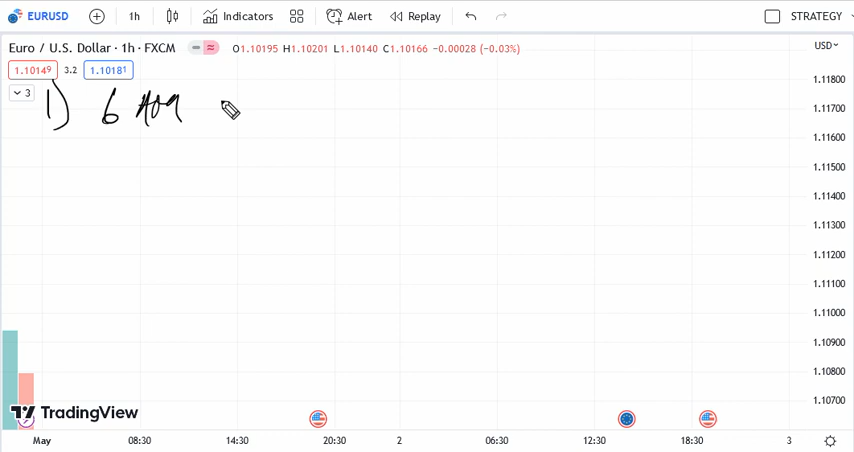 EURUSD 1h Indicators Alert Replay STRATEGY
Euro / U.S. Dollar · 1h · FXCM O1.10195 H1.10201 L1.10140 C1.10166 −0.00028 (−0.03%) USD
1.10149 3.2 1.10181
1.11800
3
1) 6
1.11700
1.11600
1.11500
1.11400
1.11300
1.11200
1.11100
1.11000
1.10900
1.10800
1.10700
TradingView
May 08:30 14:30 20:30 2 06:30 12:30 18:30 3